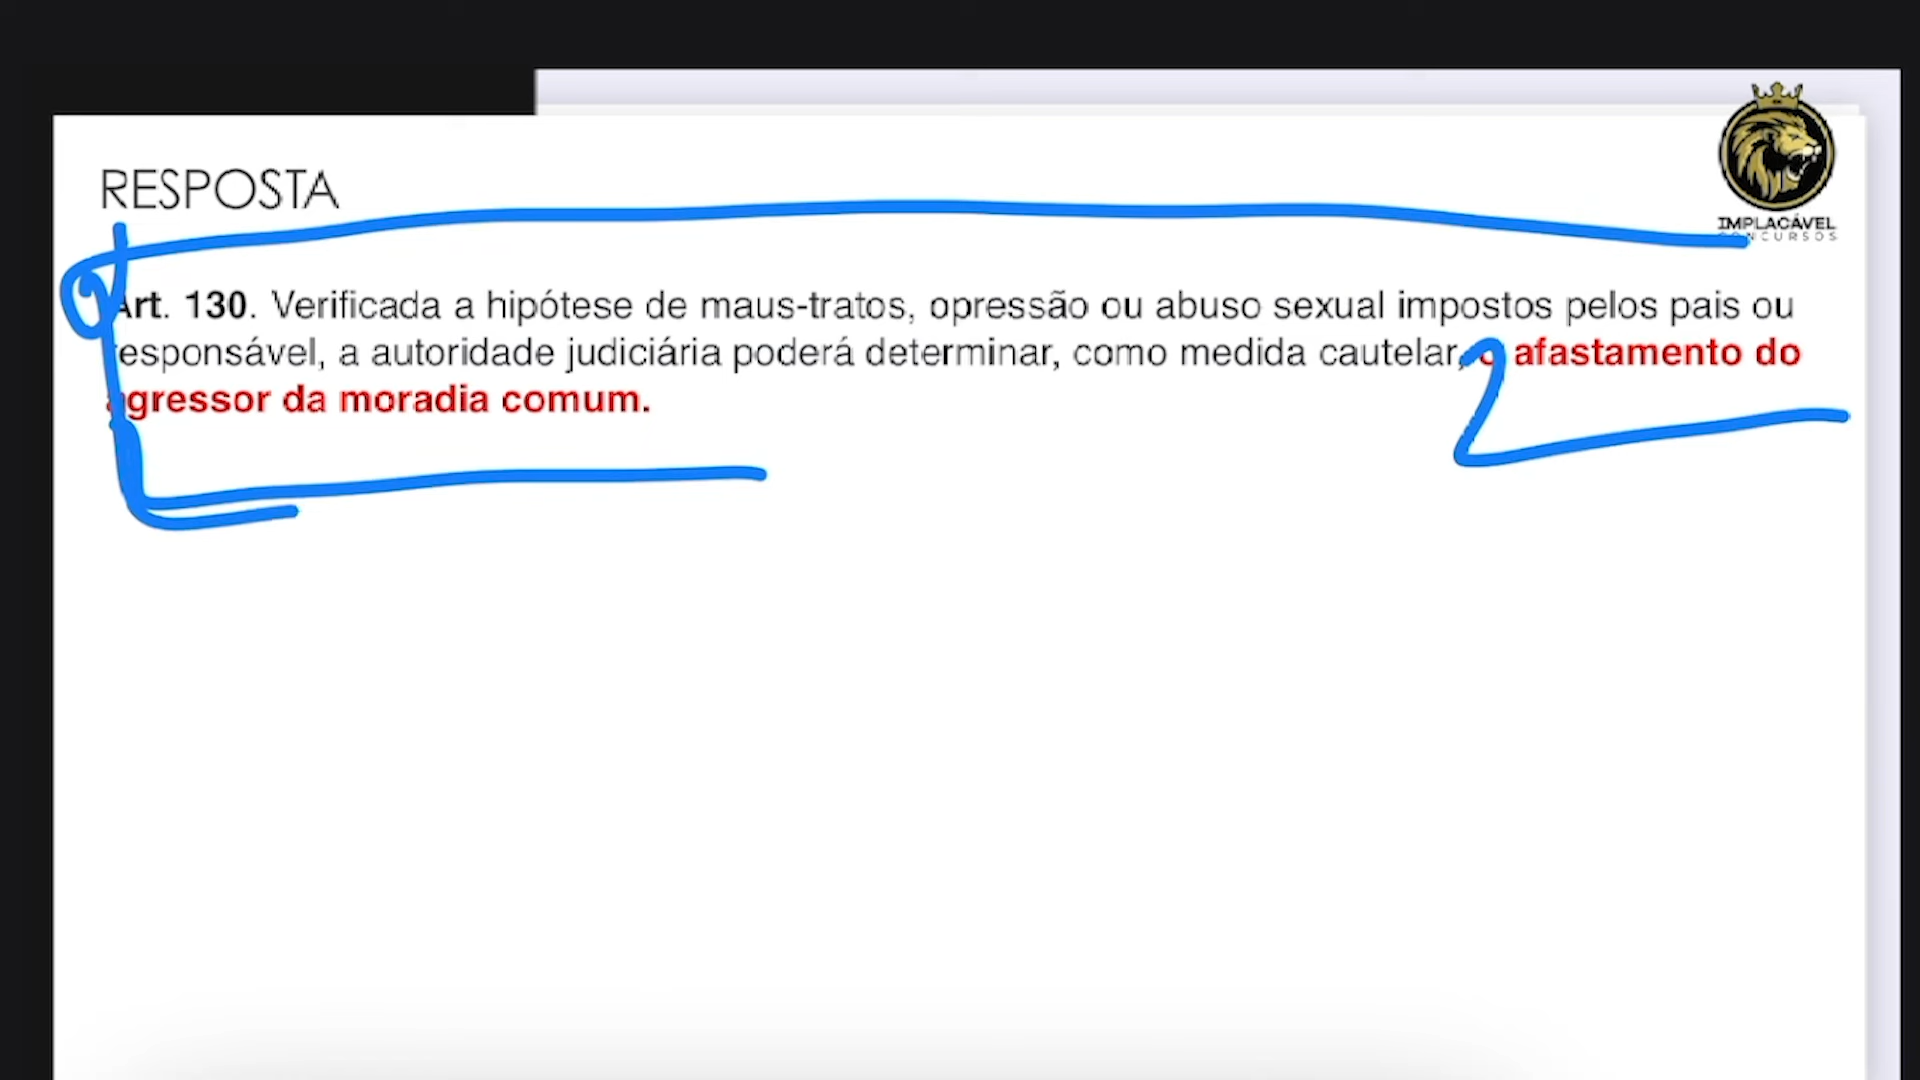 RESPOSTA
IMPLACÁVEL
CONCURSOS
Art. 130. Verificada a hipótese de maus-tratos, opressão ou abuso sexual impostos pelos pais ou
responsável, a autoridade judiciária poderá determinar, como medida cautelar, o afastamento do
agressor da moradia comum.